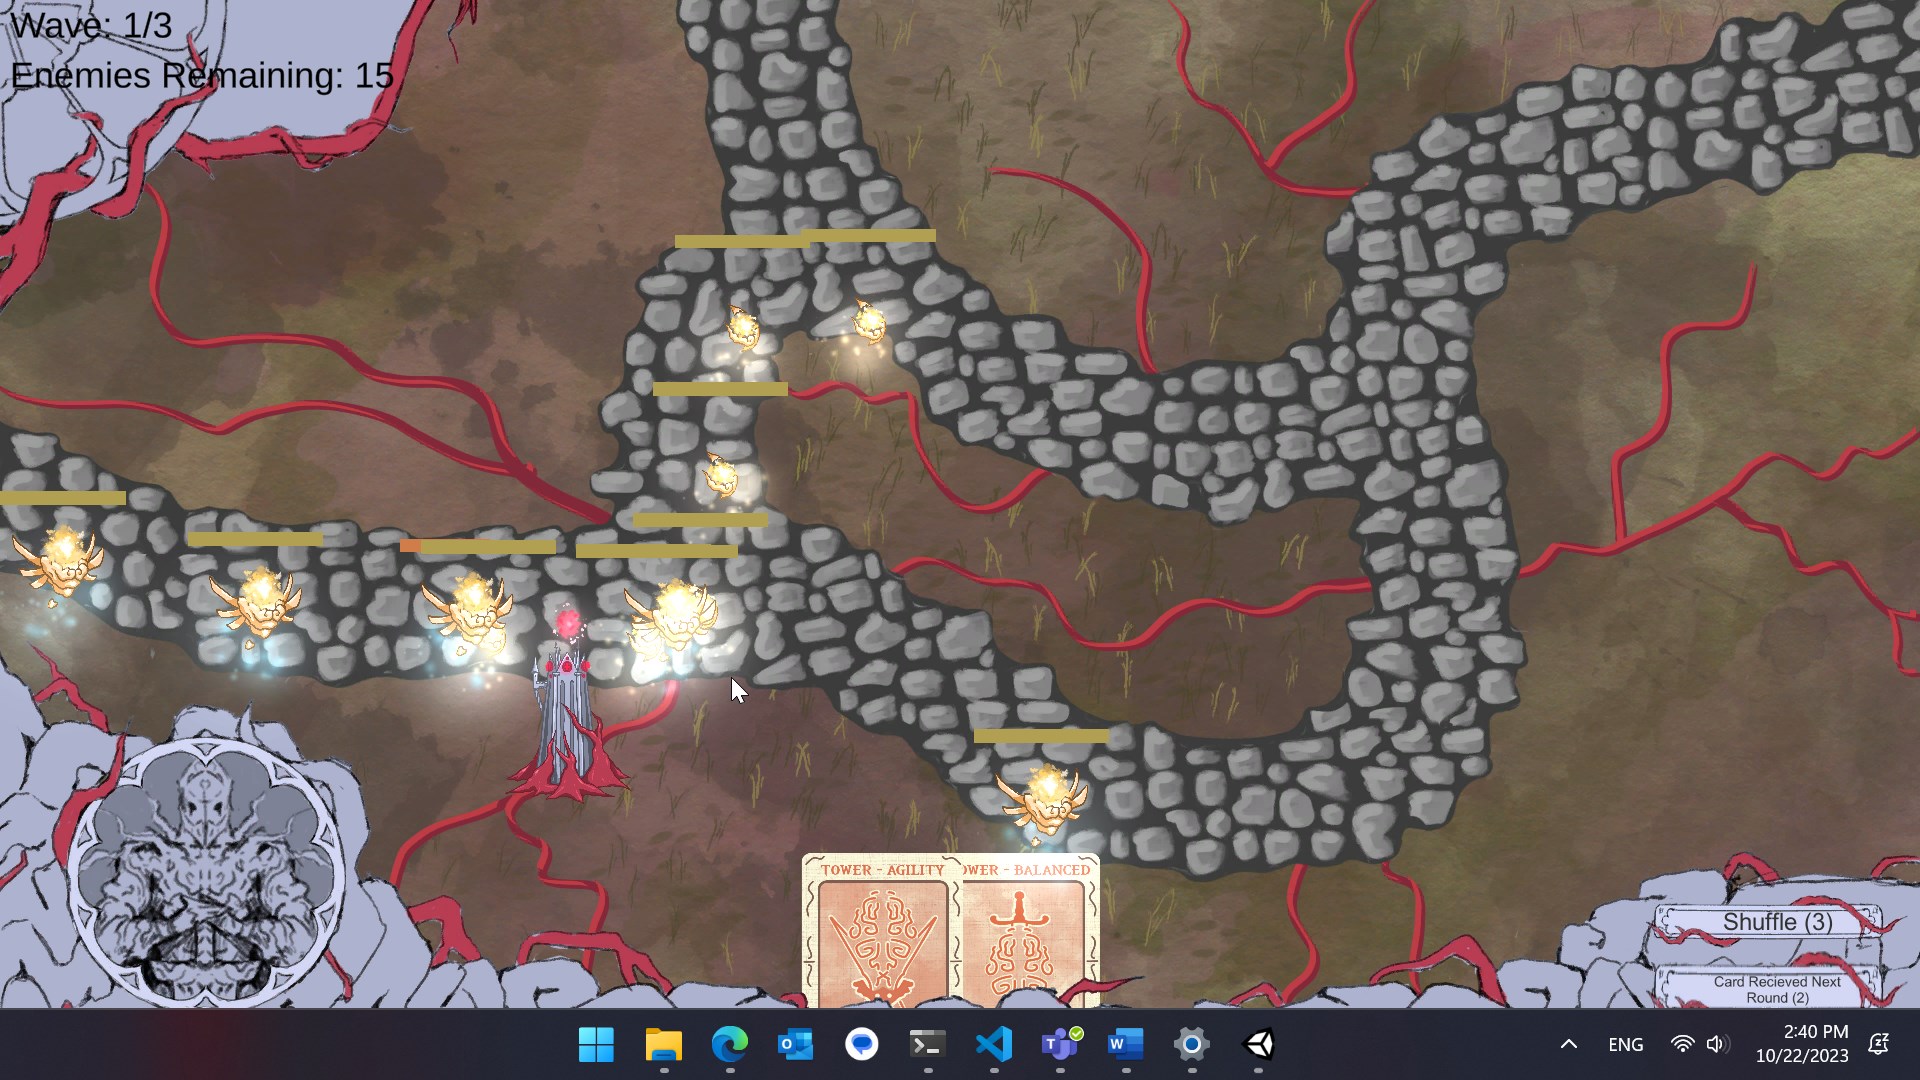 Wave: 1/3
Enemies Remaining: 15
TOWER - AGILITY
OWER - BALANCED
Shuffle (3)
Card Recieved Next
Round (2)
ENG
2:40 PM
10/22/2023